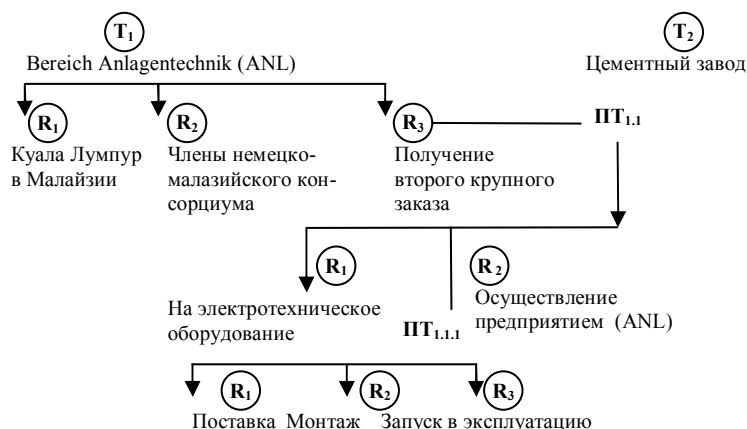 T1 T2
Bereich Anlagentechnik (ANL) Цементный завод
R1 R2 R3 ПТ1.1
Куала Лумпур Члены немецко- Получение
в Малайзии малазийского кон- второго крупного
сорциума заказа
R1 R 2
На электротехническое Осуществление
оборудование ПТ1.1.1 предприятием (ANL)
R1 R2 R3
Поставка Монтаж Запуск в эксплуатацию